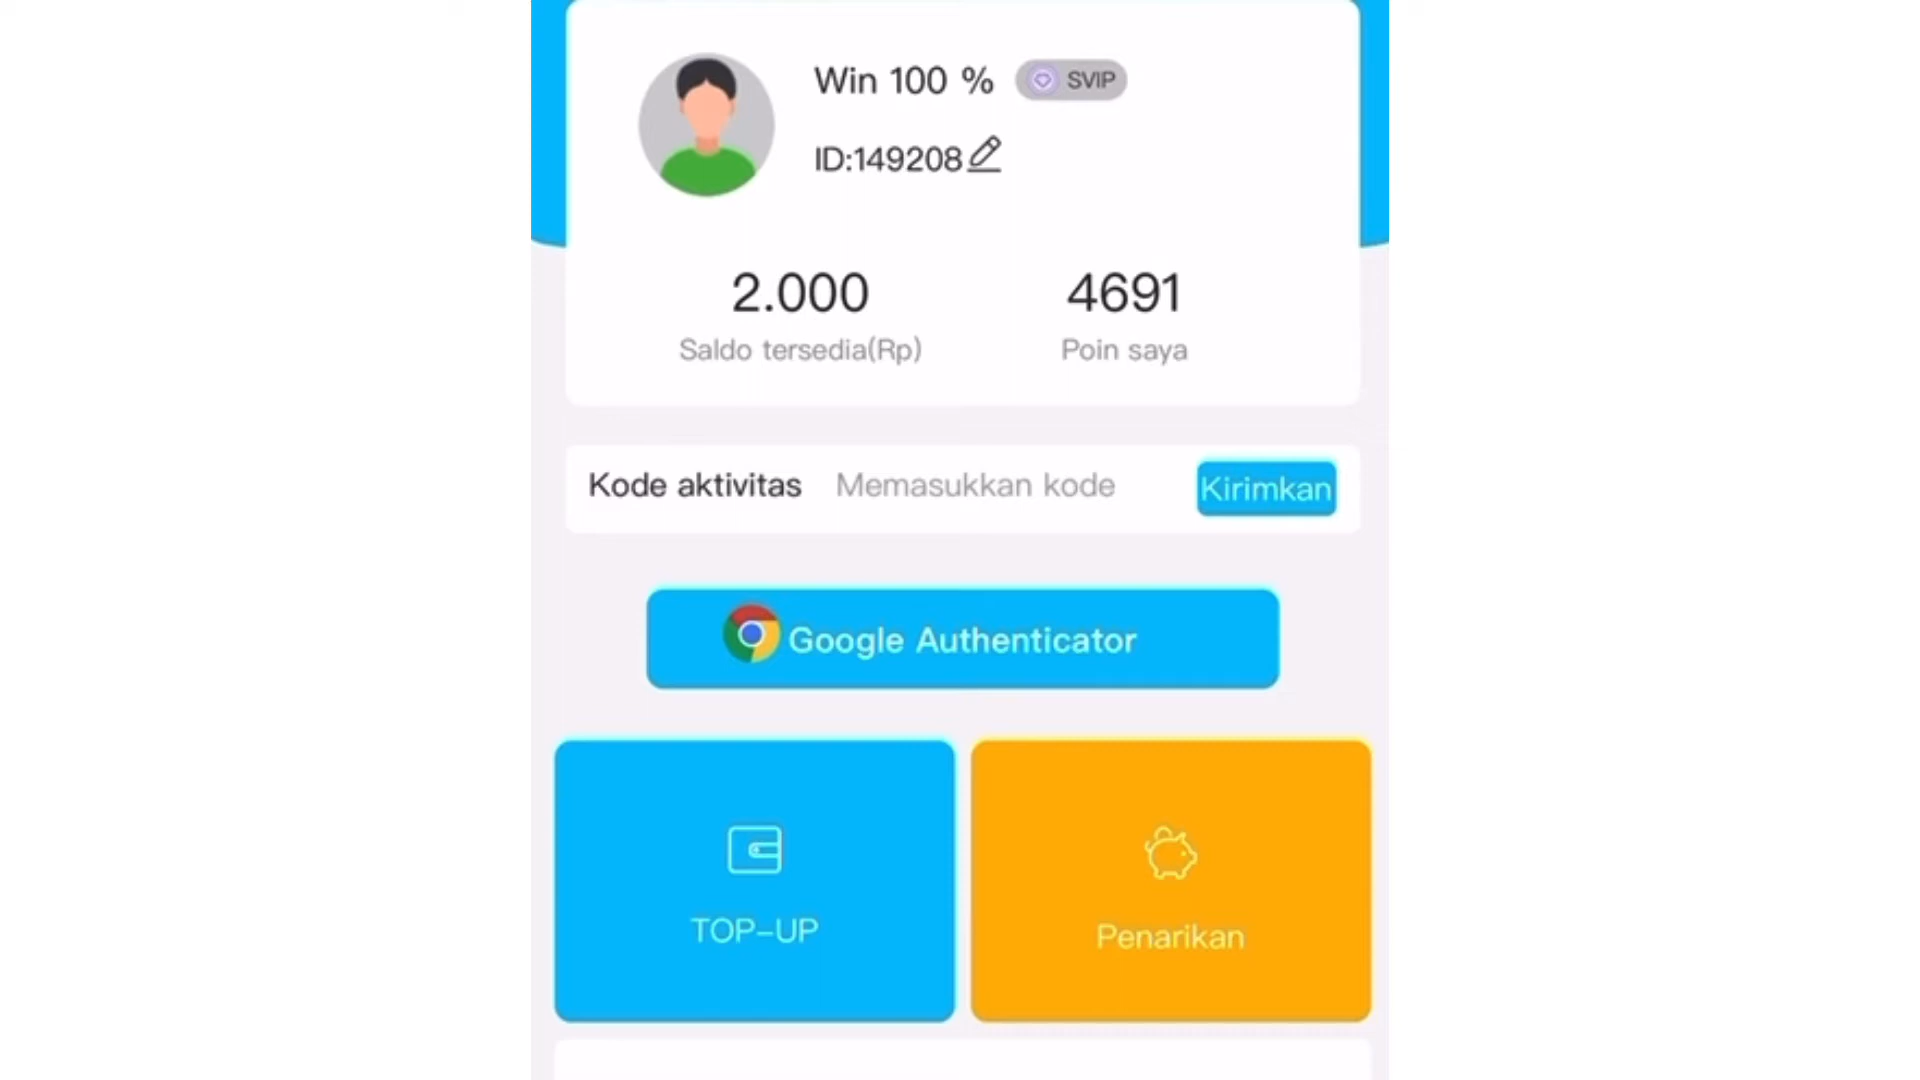 Win 100 % SVIP
ID:149208
2.000 4691
Saldo tersedia(Rp) Poin saya
Kode aktivitas Memasukkan kode Kirimkan
Google Authenticator
TOP-UP
Penarikan